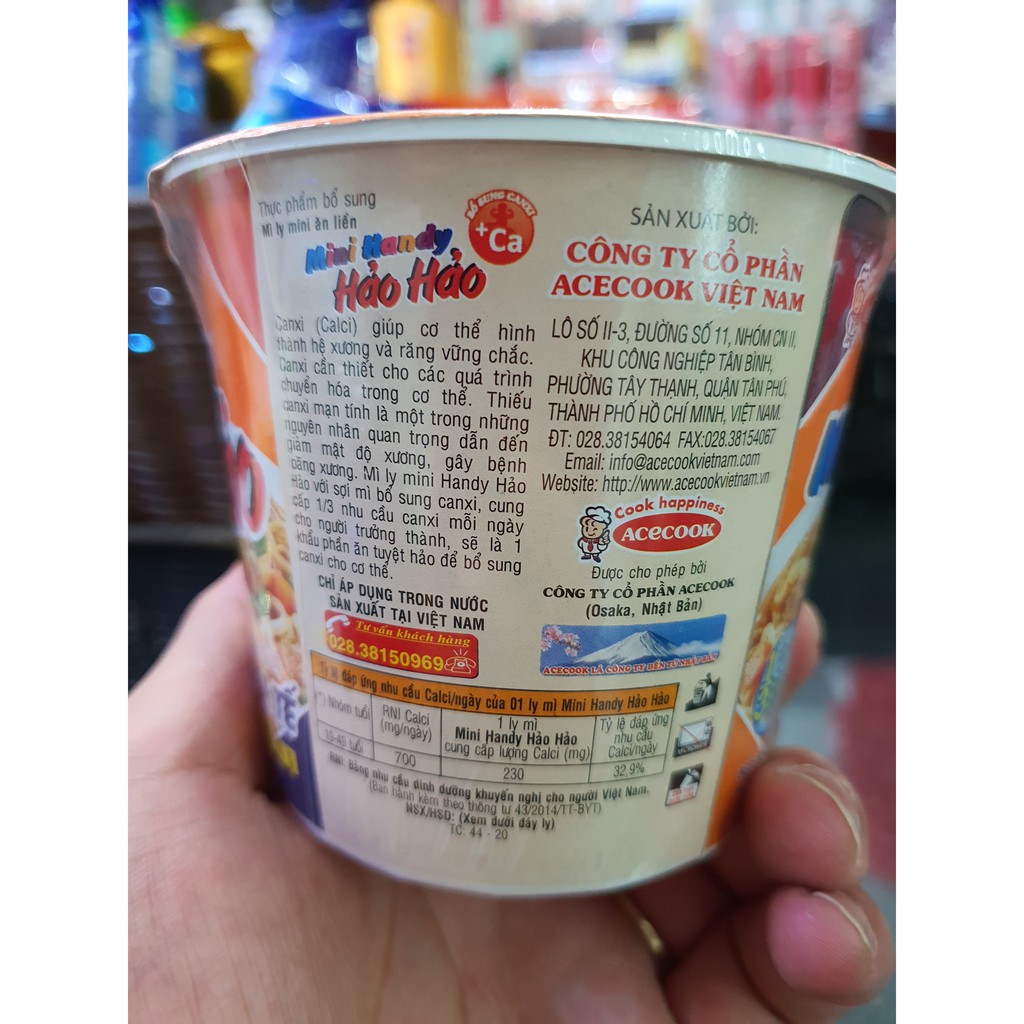 Thực phẩm bổ sung
Mì ly mini ăn liền
Mini Handy
Hảo Hảo
BỔ SUNG CANXI
+Ca
Canxi (Calci) giúp cơ thể hình
thành hệ xương và răng vững chắc.
Canxi cần thiết cho các quá trình
chuyển hóa trong cơ thể. Thiếu
canxi mạn tính là một trong những
nguyên nhân quan trọng dẫn đến
giảm mật độ xương, gây bệnh
loãng xương. Mì ly mini Handy Hảo
Hảo với sợi mì bổ sung canxi, cung
cấp 1/3 nhu cầu canxi mỗi ngày
cho người trưởng thành, sẽ là 1
khẩu phần ăn tuyệt hảo để bổ sung
canxi cho cơ thể.
CHỈ ÁP DỤNG TRONG NƯỚC
SẢN XUẤT TẠI VIỆT NAM
Tư vấn khách hàng
028.38150969
SẢN XUẤT BỞI:
CÔNG TY CỔ PHẦN
ACECOOK VIỆT NAM
LÔ SỐ II-3, ĐƯỜNG SỐ 11, NHÓM CN II,
KHU CÔNG NGHIỆP TÂN BÌNH,
PHƯỜNG TÂY THẠNH, QUẬN TÂN PHÚ,
THÀNH PHỐ HỒ CHÍ MINH, VIỆT NAM.
ĐT: 028.38154064 FAX:028.38154067
Email: info@acecookvietnam.com
Website: http://www.acecookvietnam.vn
Cook happiness
ACECOOK
Được cho phép bởi
CÔNG TY CỔ PHẦN ACECOOK
(Osaka, Nhật Bản)
ACECOOK LÀ CÔNG TY ĐẾN TỪ NHẬT BẢN
Tỷ lệ đáp ứng nhu cầu Calci/ngày của 01 ly mì Mini Handy Hảo Hảo
(*) Nhóm tuổi
RNI Calci
(mg/ngày)
1 ly mì
Mini Handy Hảo Hảo
cung cấp lượng Calci (mg)
Tỷ lệ đáp ứng
nhu cầu
Calci/ngày
19-49 tuổi
700
230
32,9%
RNI: Bảng nhu cầu dinh dưỡng khuyến nghị cho người Việt Nam.
(Ban hành kèm theo thông tư 43/2014/TT-BYT)
NSX/HSD: (Xem dưới đáy ly)
TC: 44 - 20